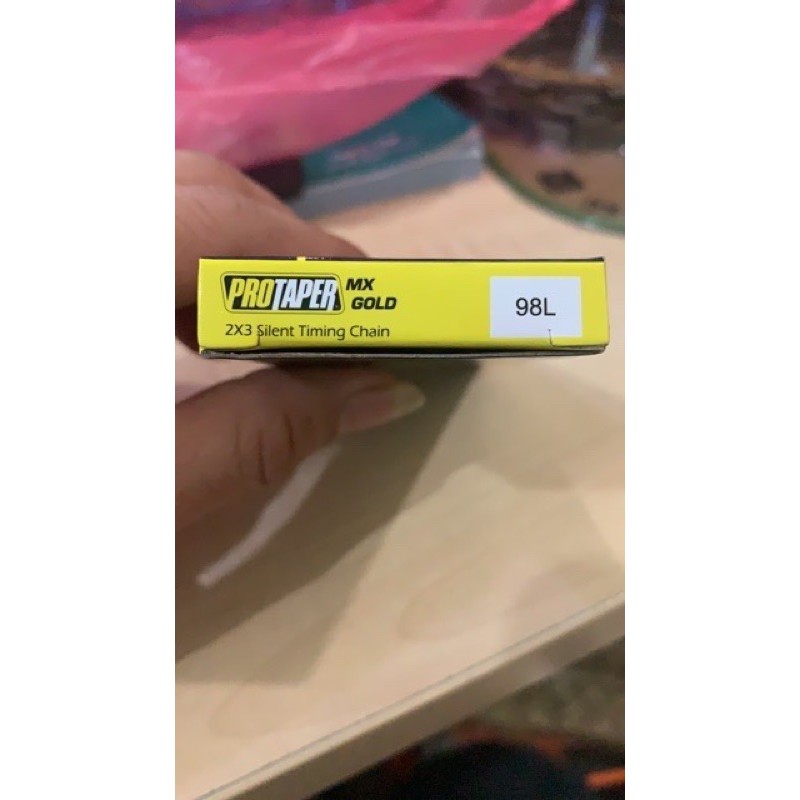 PROTAPER MX GOLD
2X3 Silent Timing Chain
98L